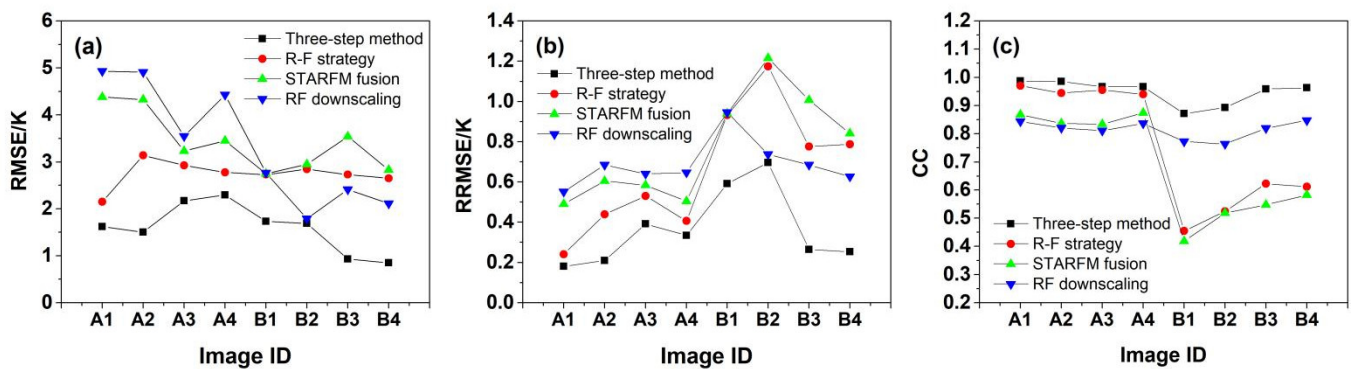 (a)
RMSE/K
6
5
4
3
2
1
0
Three-step method
R-F strategy
STARFM fusion
RF downscaling
A1 A2 A3 A4 B1 B2 B3 B4
Image ID
(b)
RRMSE/K
1.4
1.2
1.0
0.8
0.6
0.4
0.2
0.0
Three-step method
R-F strategy
STARFM fusion
RF downscaling
A1 A2 A3 A4 B1 B2 B3 B4
Image ID
(c)
CC
1.2
1.1
1.0
0.9
0.8
0.7
0.6
0.5
0.4
0.3
0.2
Three-step method
R-F strategy
STARFM fusion
RF downscaling
A1 A2 A3 A4 B1 B2 B3 B4
Image ID